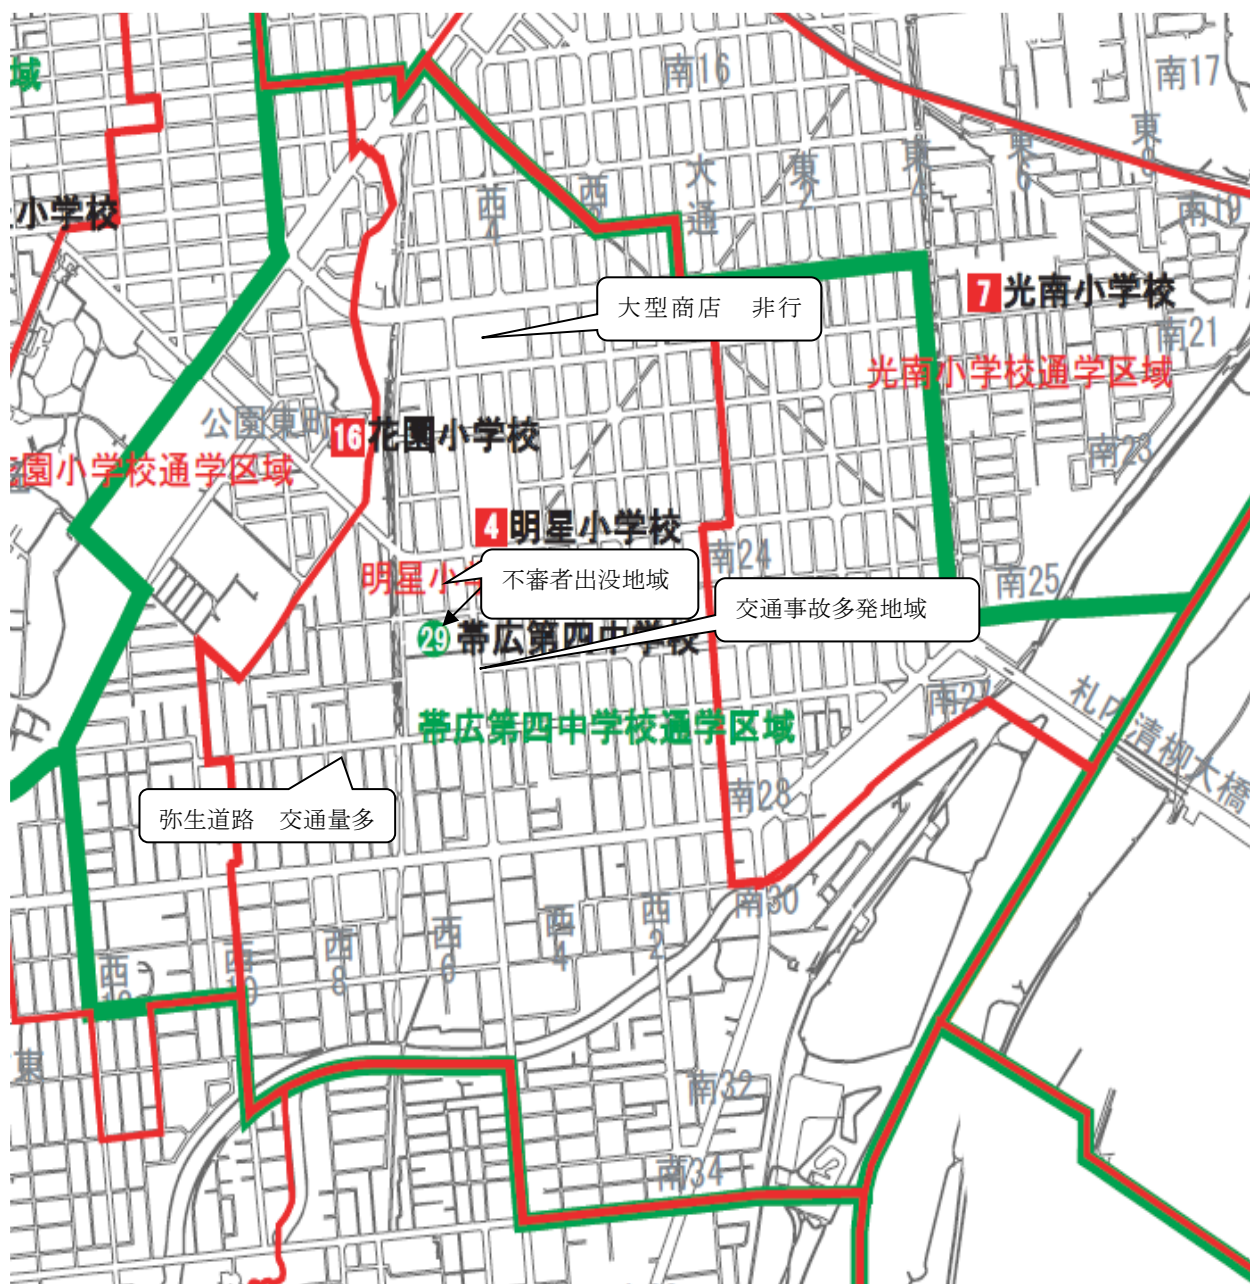 域
南16
南17
東8
東6
東4
東2
大通
西
西4
南19
小学校
7 光南小学校
大型商店　非行
南21
光南小学校通学区域
公園東町
16 花園小学校
南23
園小学校通学区域
4 明星小学校
南24
明星小
不審者出没地域
南25
交通事故多発地域
29 帯広第四中学校
南27
札内清柳大橋
帯広第四中学校通学区域
南28
弥生道路　交通量多
南30
西2
西4
西6
西8
西10
西
東
南32
南34